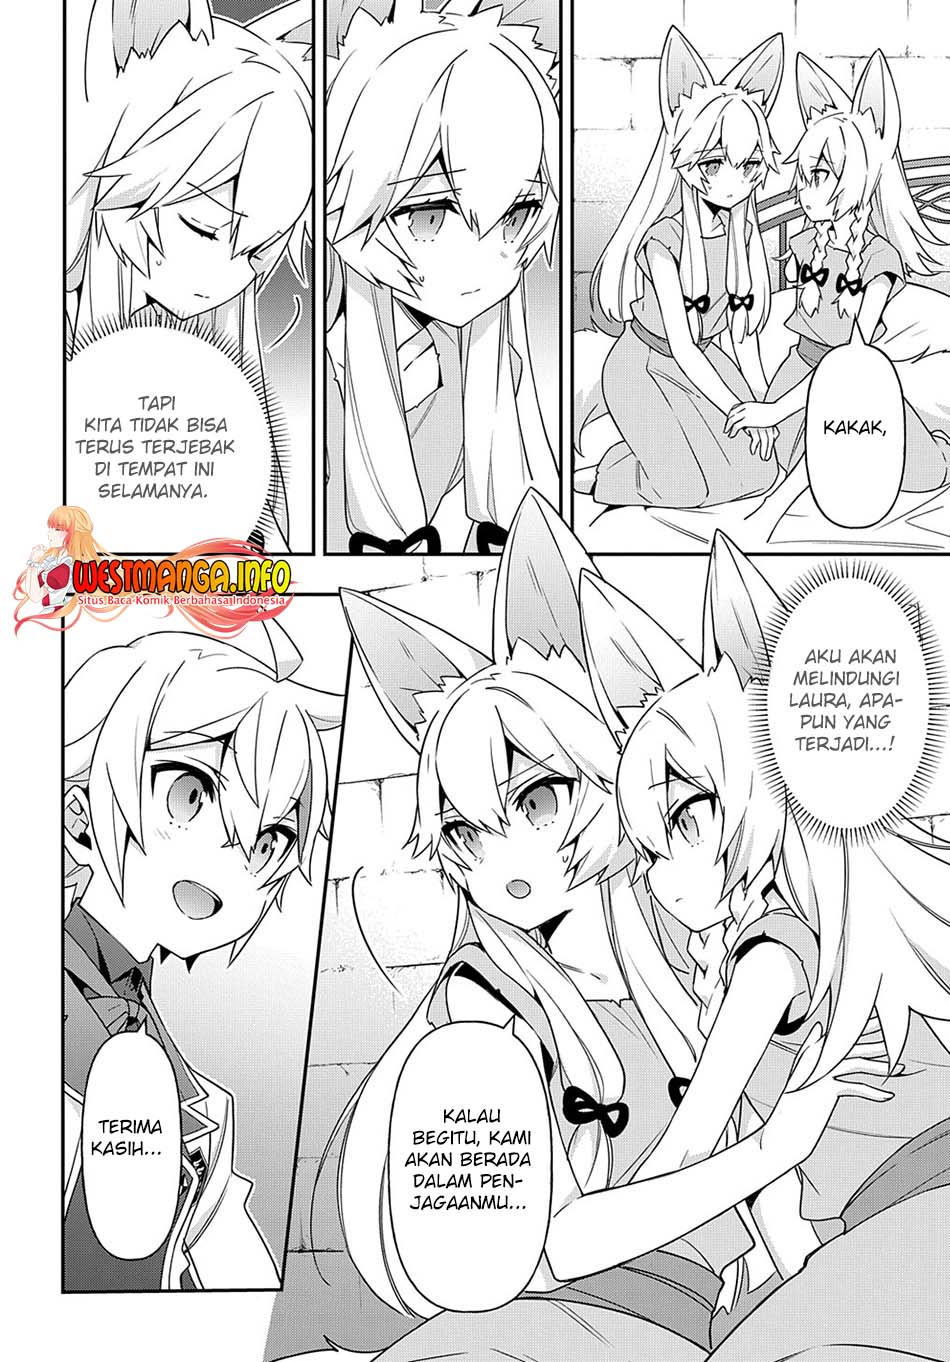 KAKAK,
TAPI
KITA TIDAK BISA
TERUS TERJEBAK
DI TEMPAT INI
SELAMANYA.
WESTMANGA.INFO
Situs Baca Komik Berbahasa Indonesia
AKU AKAN
MELINDUNGI
LAURA, APA-
PUN YANG
TERJADI...!
KALAU
BEGITU, KAMI
AKAN BERADA
DALAM PEN-
JAGAANMU...
TERIMA
KASIH...